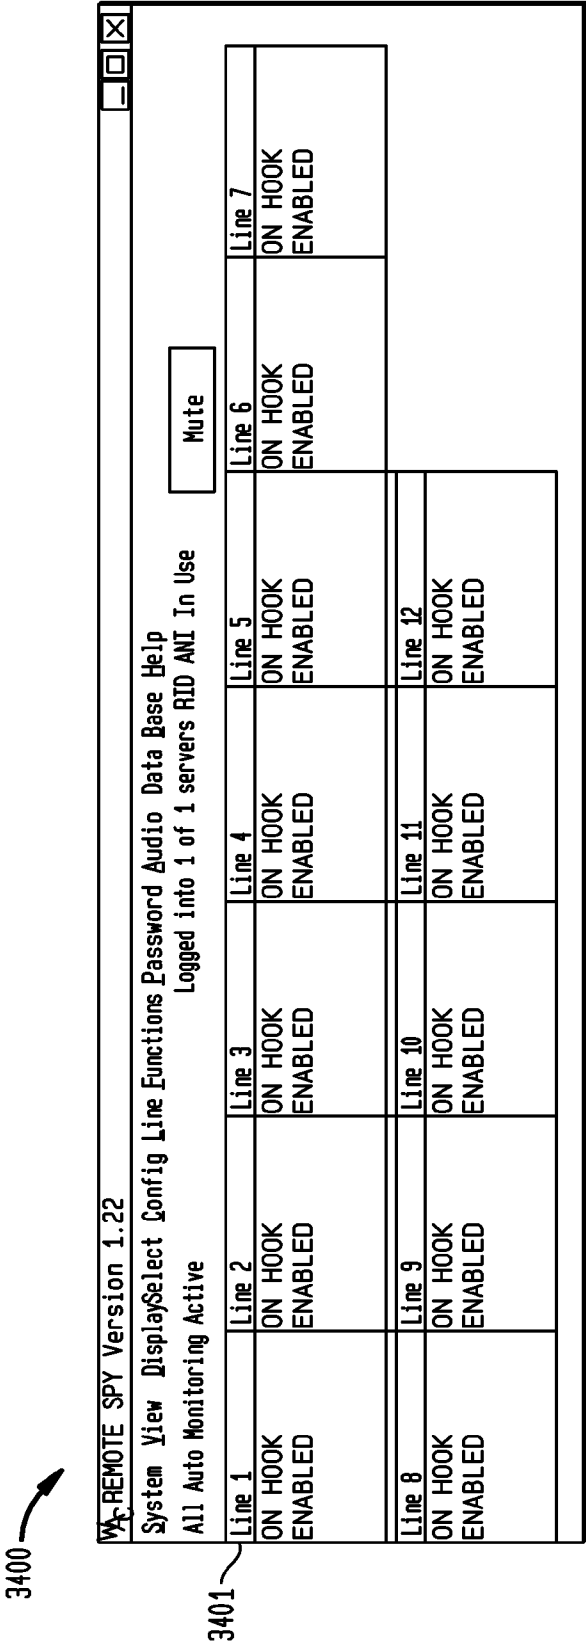 3400
REMOTE SPY Version 1.22
System View DisplaySelect Config Line Functions Password Audio Data Base Help
All Auto Monitoring Active Logged into 1 of 1 servers RID ANI In Use Mute
3401
Line 1 Line 2 Line 3 Line 4 Line 5 Line 6 Line 7
ON HOOK ON HOOK ON HOOK ON HOOK ON HOOK ON HOOK ON HOOK
ENABLED ENABLED ENABLED ENABLED ENABLED ENABLED ENABLED
Line 8 Line 9 Line 10 Line 11 Line 12
ON HOOK ON HOOK ON HOOK ON HOOK ON HOOK
ENABLED ENABLED ENABLED ENABLED ENABLED